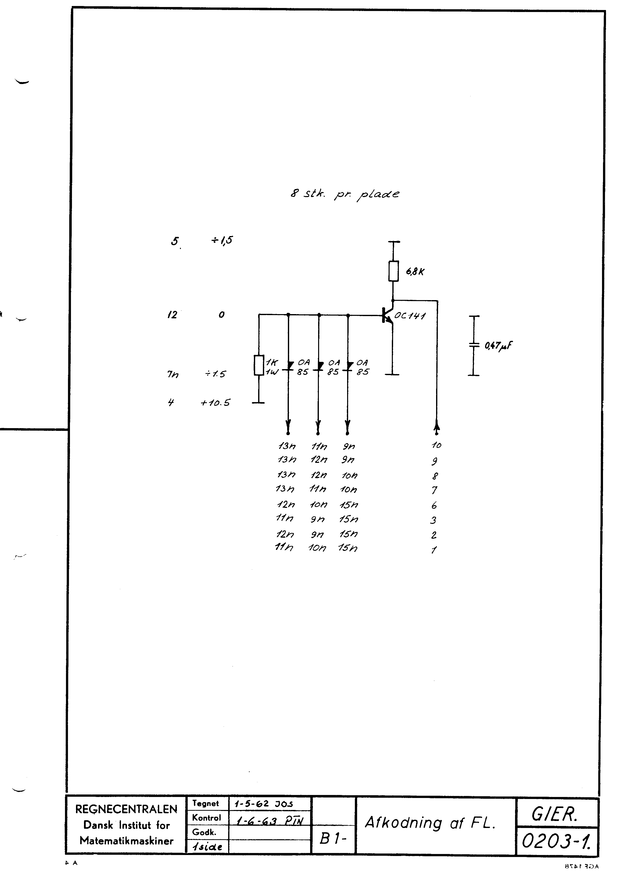 8 stk. pr. plade
5 ÷1,5
6,8K
12 0
OC141
0,47µF
1K OA OA OA
1W 85 85 85
7n ÷1.5
4 +10.5
13n 11n 9n 10
13n 12n 9n 9
13n 12n 10n 8
13n 11n 10n 7
12n 10n 15n 6
11n 9n 15n 3
12n 9n 15n 2
11n 10n 15n 1
REGNECENTRALEN
Dansk Institut for
Matematikmaskiner
Tegnet 1-5-62 JOS
Kontrol 1-6-63 PTN
Godk.
1side
B1-
Afkodning af FL.
GIER.
0203-1.
A 4